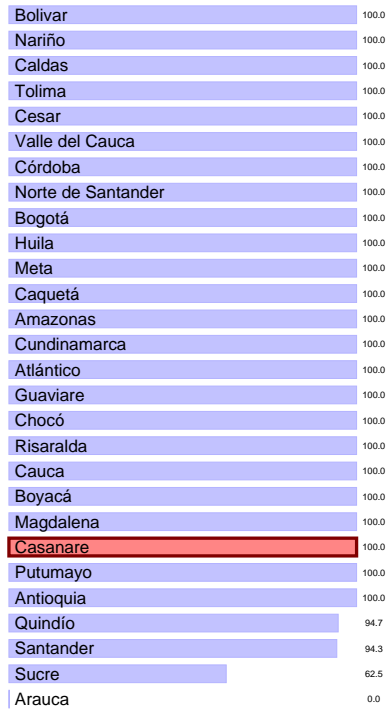 Bolivar 100.0
Nariño 100.0
Caldas 100.0
Tolima 100.0
Cesar 100.0
Valle del Cauca 100.0
Córdoba 100.0
Norte de Santander 100.0
Bogotá 100.0
Huila 100.0
Meta 100.0
Caquetá 100.0
Amazonas 100.0
Cundinamarca 100.0
Atlántico 100.0
Guaviare 100.0
Chocó 100.0
Risaralda 100.0
Cauca 100.0
Boyacá 100.0
Magdalena 100.0
Casanare 100.0
Putumayo 100.0
Antioquia 100.0
Quindío 94.7
Santander 94.3
Sucre 62.5
Arauca 0.0